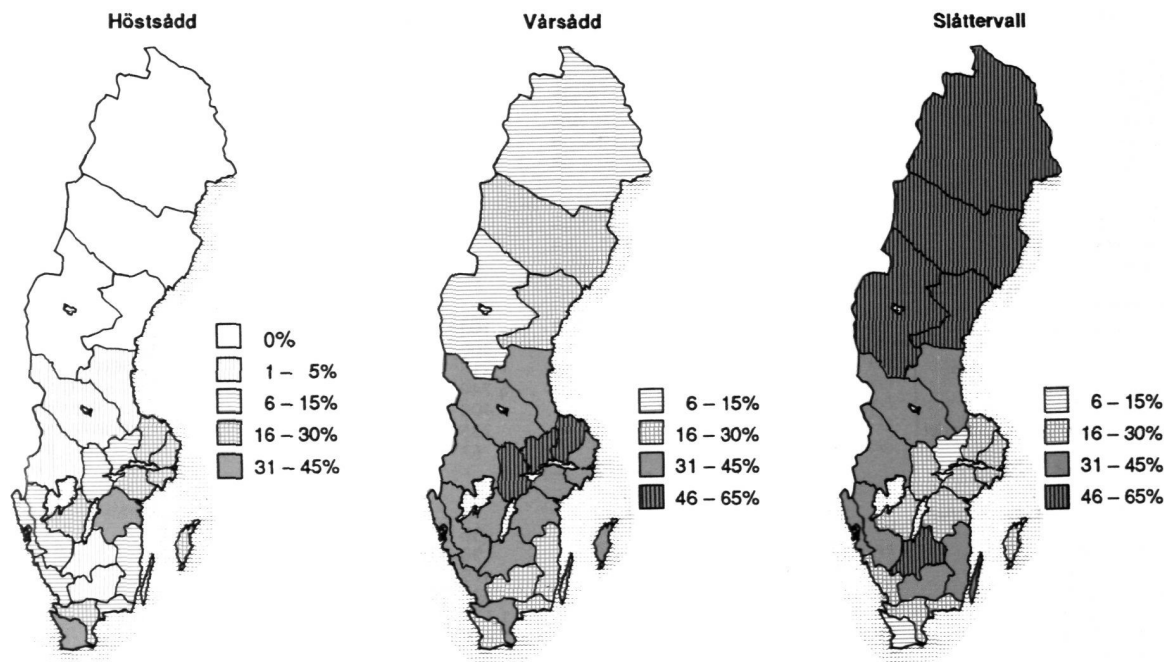 Höstsådd
Vårsådd
Slåttervall
0%
1 – 5%
6 – 15%
16 – 30%
31 – 45%
6 – 15%
16 – 30%
31 – 45%
46 – 65%
6 – 15%
16 – 30%
31 – 45%
46 – 65%